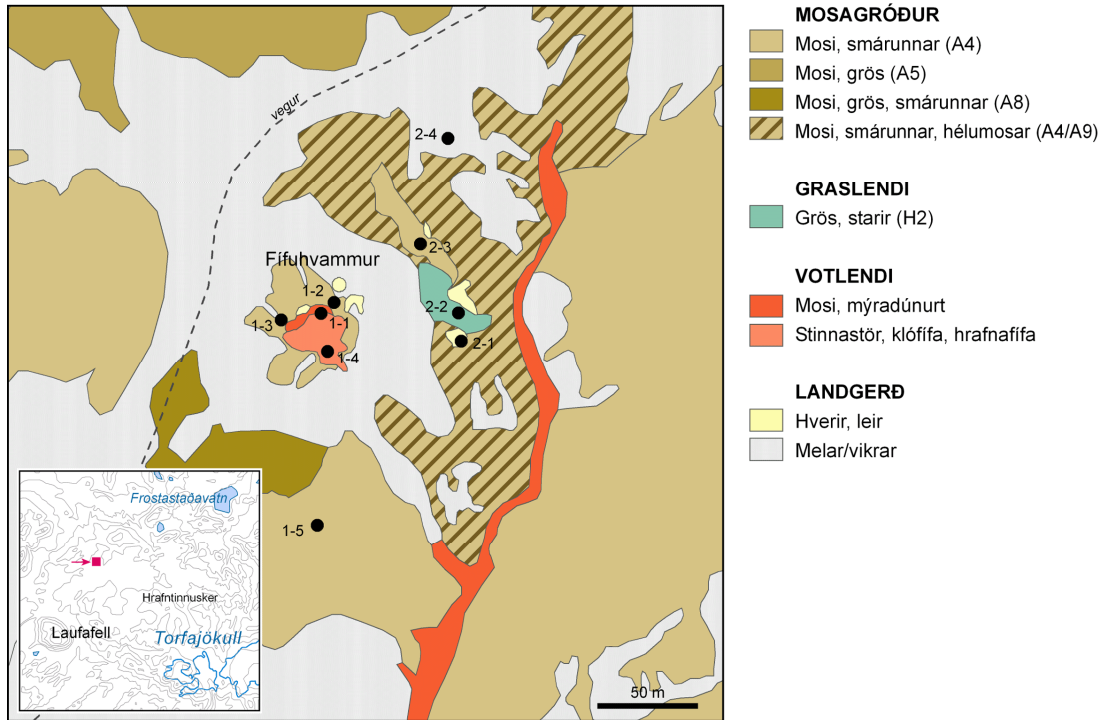 vegur
2-4
2-3
Fífuhvammur
1-2
2-2
1-3
1-1
2-1
1-4
1-5
Frostastaðavatn
Hrafntinnusker
Laufafell
Torfajökull
50 m
MOSAGRÓÐUR
Mosi, smárunnar (A4)
Mosi, grös (A5)
Mosi, grös, smárunnar (A8)
Mosi, smárunnar, hélumosar (A4/A9)
GRASLENDI
Grös, starir (H2)
VOTLENDI
Mosi, mýradúnurt
Stinnastör, klófífa, hrafnafífa
LANDGERÐ
Hverir, leir
Melar/vikrar